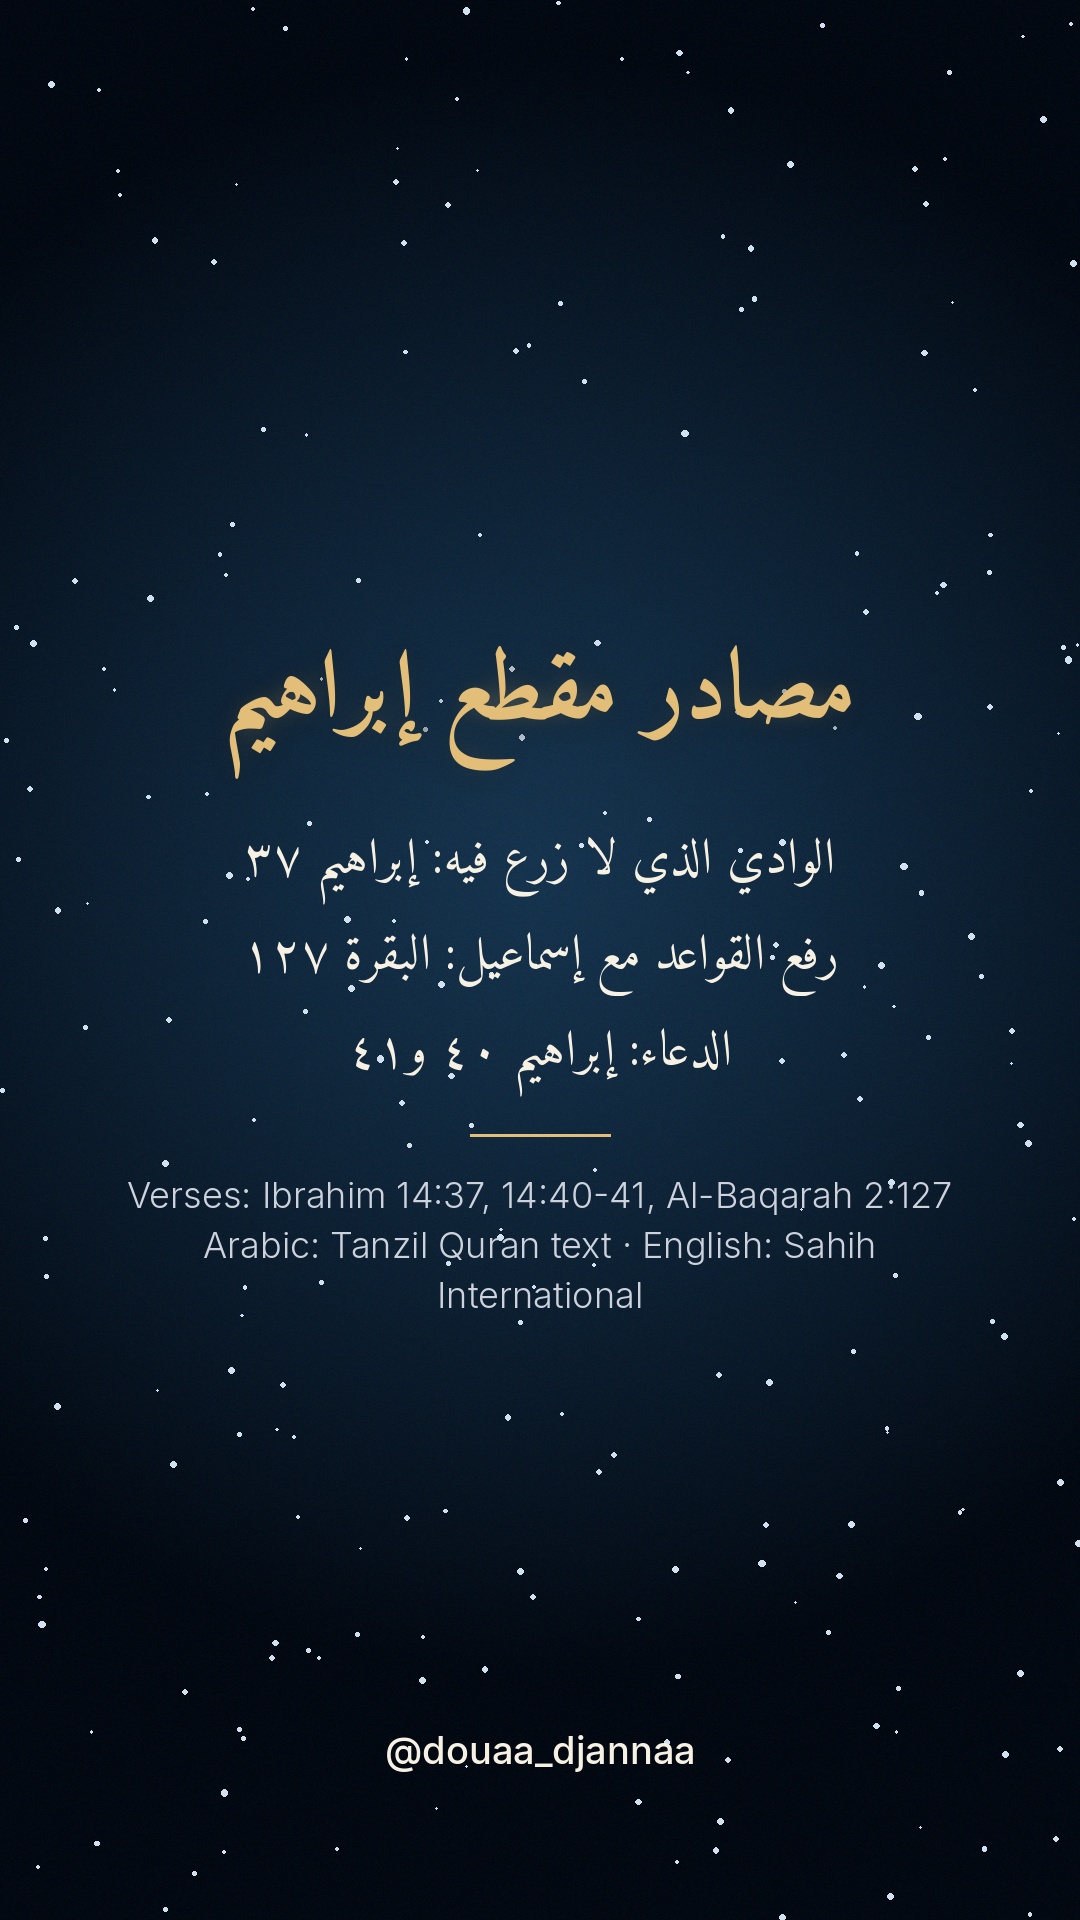 مصادر مقطع إبراهيم
الوادي الذي لا زرع فيه: إبراهيم ٣٧
رفع القواعد مع إسماعيل: البقرة ١٢٧
الدعاء: إبراهيم ٤٠ و٤١
Verses: Ibrahim 14:37, 14:40-41, Al-Baqarah 2:127
Arabic: Tanzil Quran text · English: Sahih
International
@douaa_djannaa